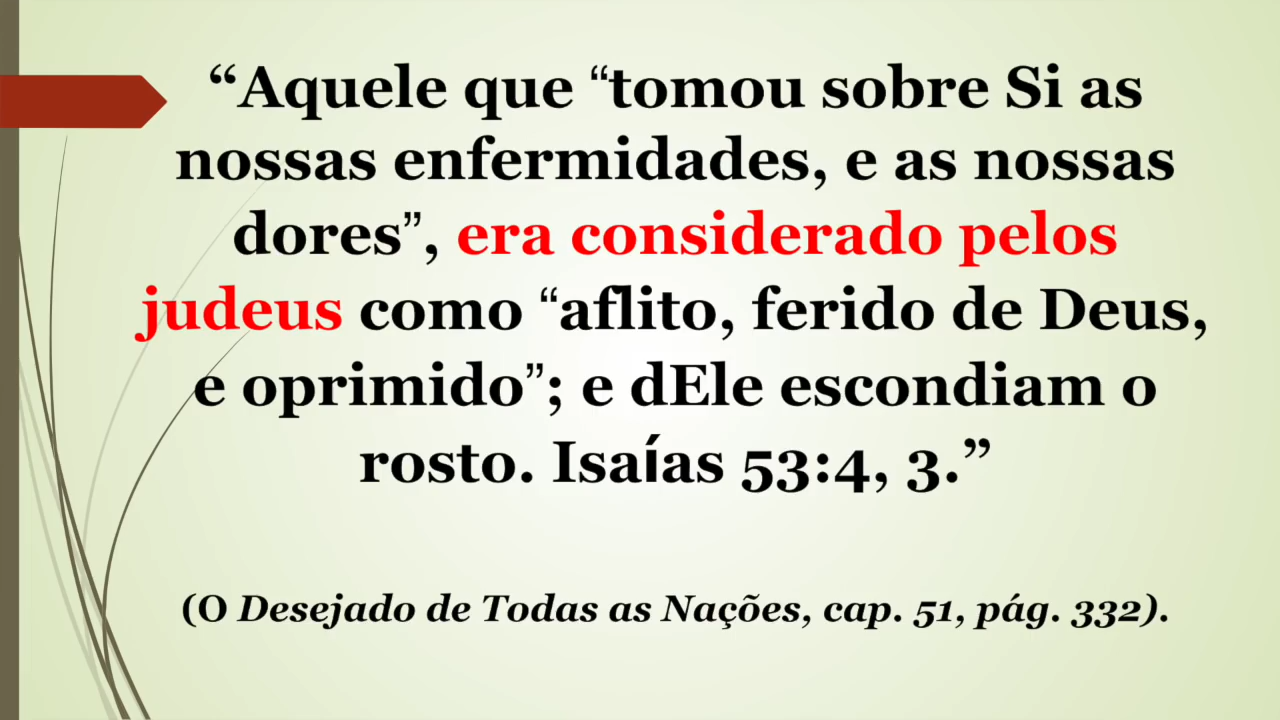 “Aquele que “tomou sobre Si as
nossas enfermidades, e as nossas
dores”, era considerado pelos
judeus como “aflito, ferido de Deus,
e oprimido”; e dEle escondiam o
rosto. Isaías 53:4, 3.”
(O Desejado de Todas as Nações, cap. 51, pág. 332).